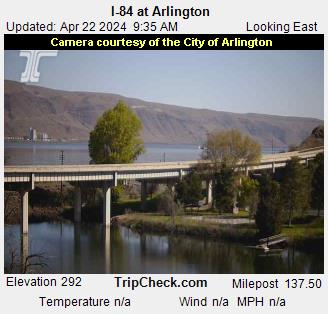 I-84 at Arlington
Updated: Apr 22 2024 9:35 AM Looking East
Camera courtesy of the City of Arlington
Elevation 292 TripCheck.com Milepost 137.50
Temperature n/a Wind n/a MPH n/a